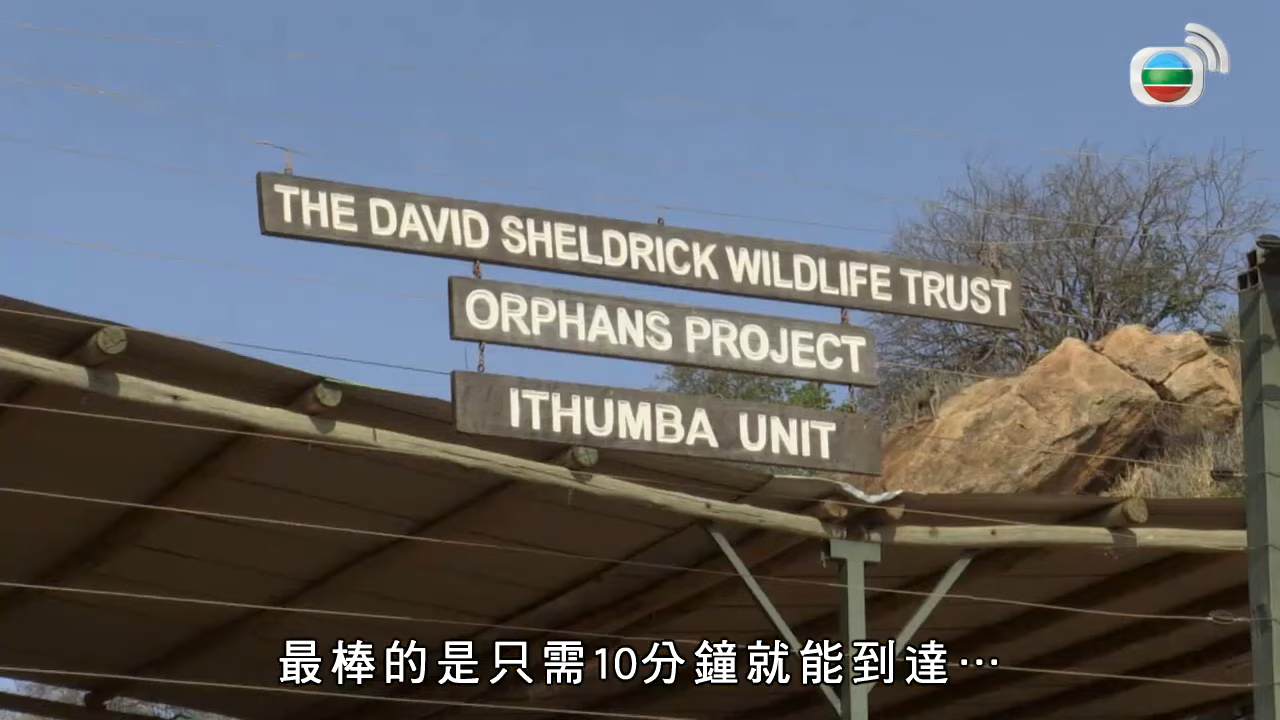 THE DAVID SHELDRICK WILDLIFE TRUST
ORPHANS PROJECT
ITHUMBA UNIT
最棒的是只需10分鐘就能到達…